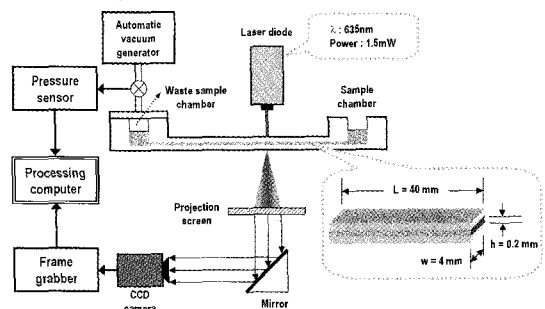 Automatic
vacuum
generator
Laser diode
λ : 635nm
Power : 1.5mW
Pressure
sensor
Waste sample
chamber
Sample
chamber
Processing
computer
L = 40 mm
Projection
screen
h = 0.2 mm
w = 4 mm
Frame
grabber
CCD
camera
Mirror